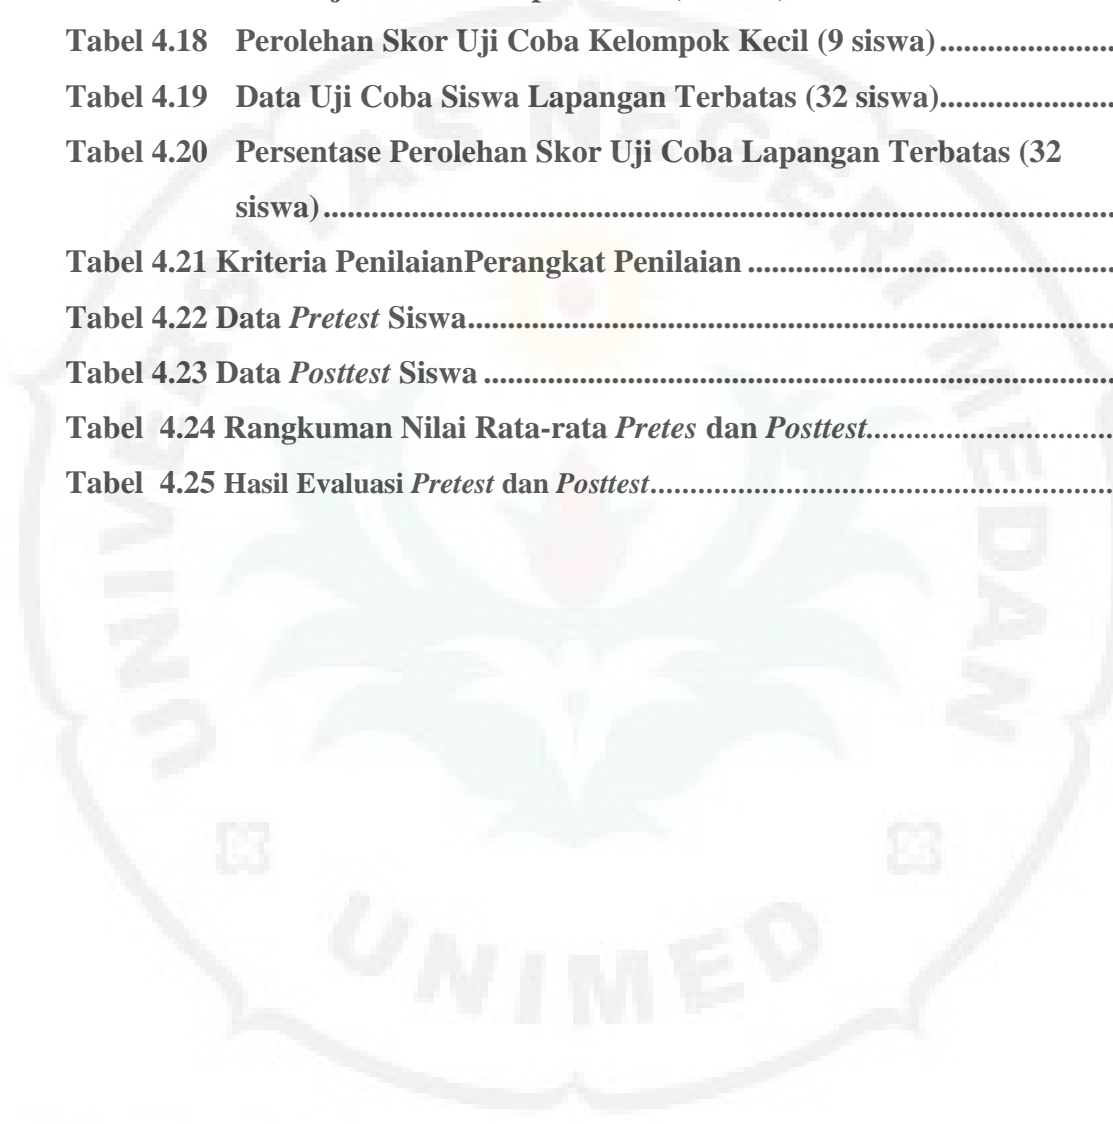 Tabel 4.18 Perolehan Skor Uji Coba Kelompok Kecil (9 siswa)......................
Tabel 4.19 Data Uji Coba Siswa Lapangan Terbatas (32 siswa)......................
Tabel 4.20 Persentase Perolehan Skor Uji Coba Lapangan Terbatas (32
siswa)......................
Tabel 4.21 Kriteria PenilaianPerangkat Penilaian ......................
Tabel 4.22 Data Pretest Siswa......................
Tabel 4.23 Data Posttest Siswa ......................
Tabel 4.24 Rangkuman Nilai Rata-rata Pretes dan Posttest......................
Tabel 4.25 Hasil Evaluasi Pretest dan Posttest......................
UNIVERSITAS NEGERI MEDAN
UNIMED